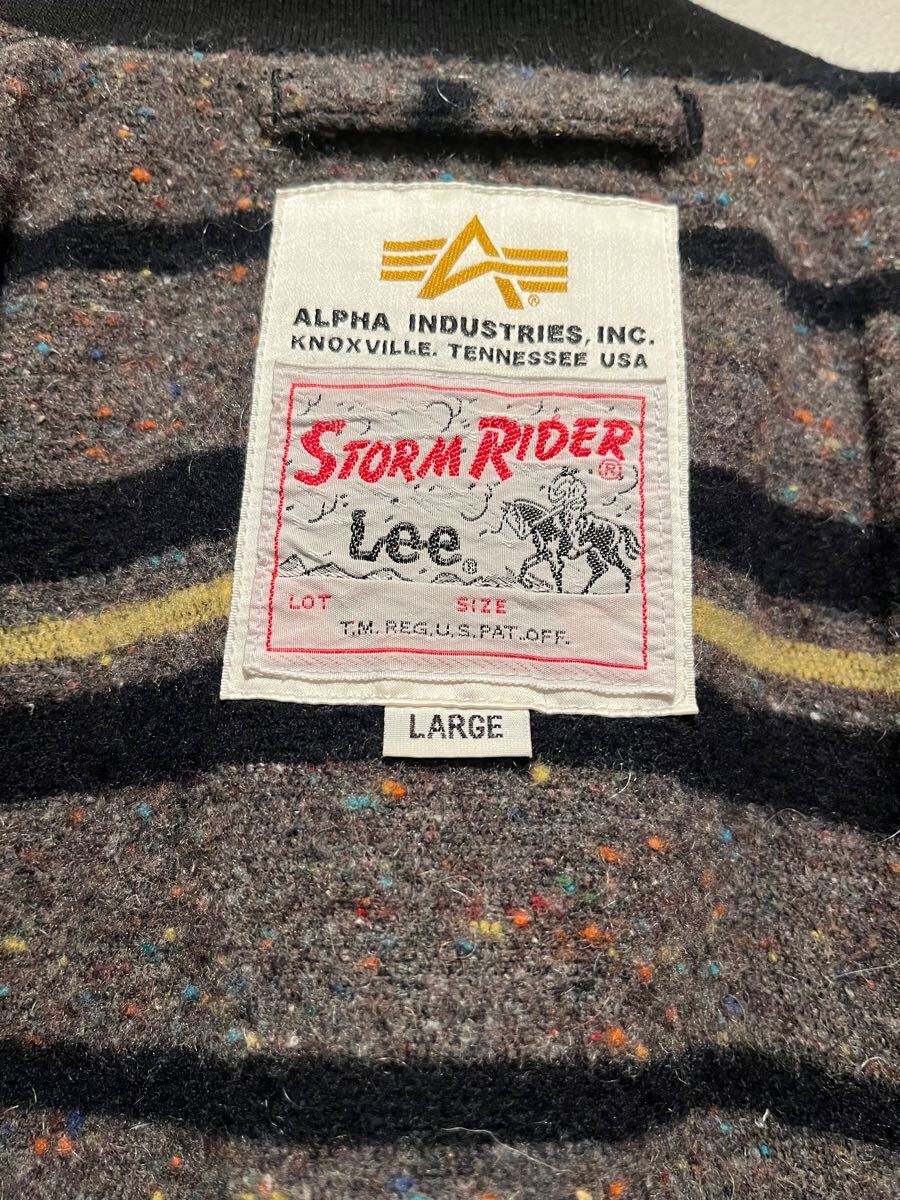 ®
ALPHA INDUSTRIES, INC.
KNOXVILLE. TENNESSEE USA
STORM RIDER®
Lee®
LOT SIZE
T.M. REG. U.S. PAT. OFF.
LARGE